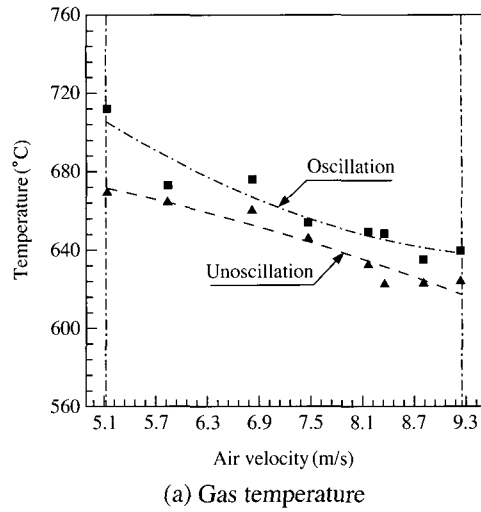 760
720
680
640
600
560
Temperature (°C)
Oscillation
Unoscillation
5.1 5.7 6.3 6.9 7.5 8.1 8.7 9.3
Air velocity (m/s)
(a) Gas temperature